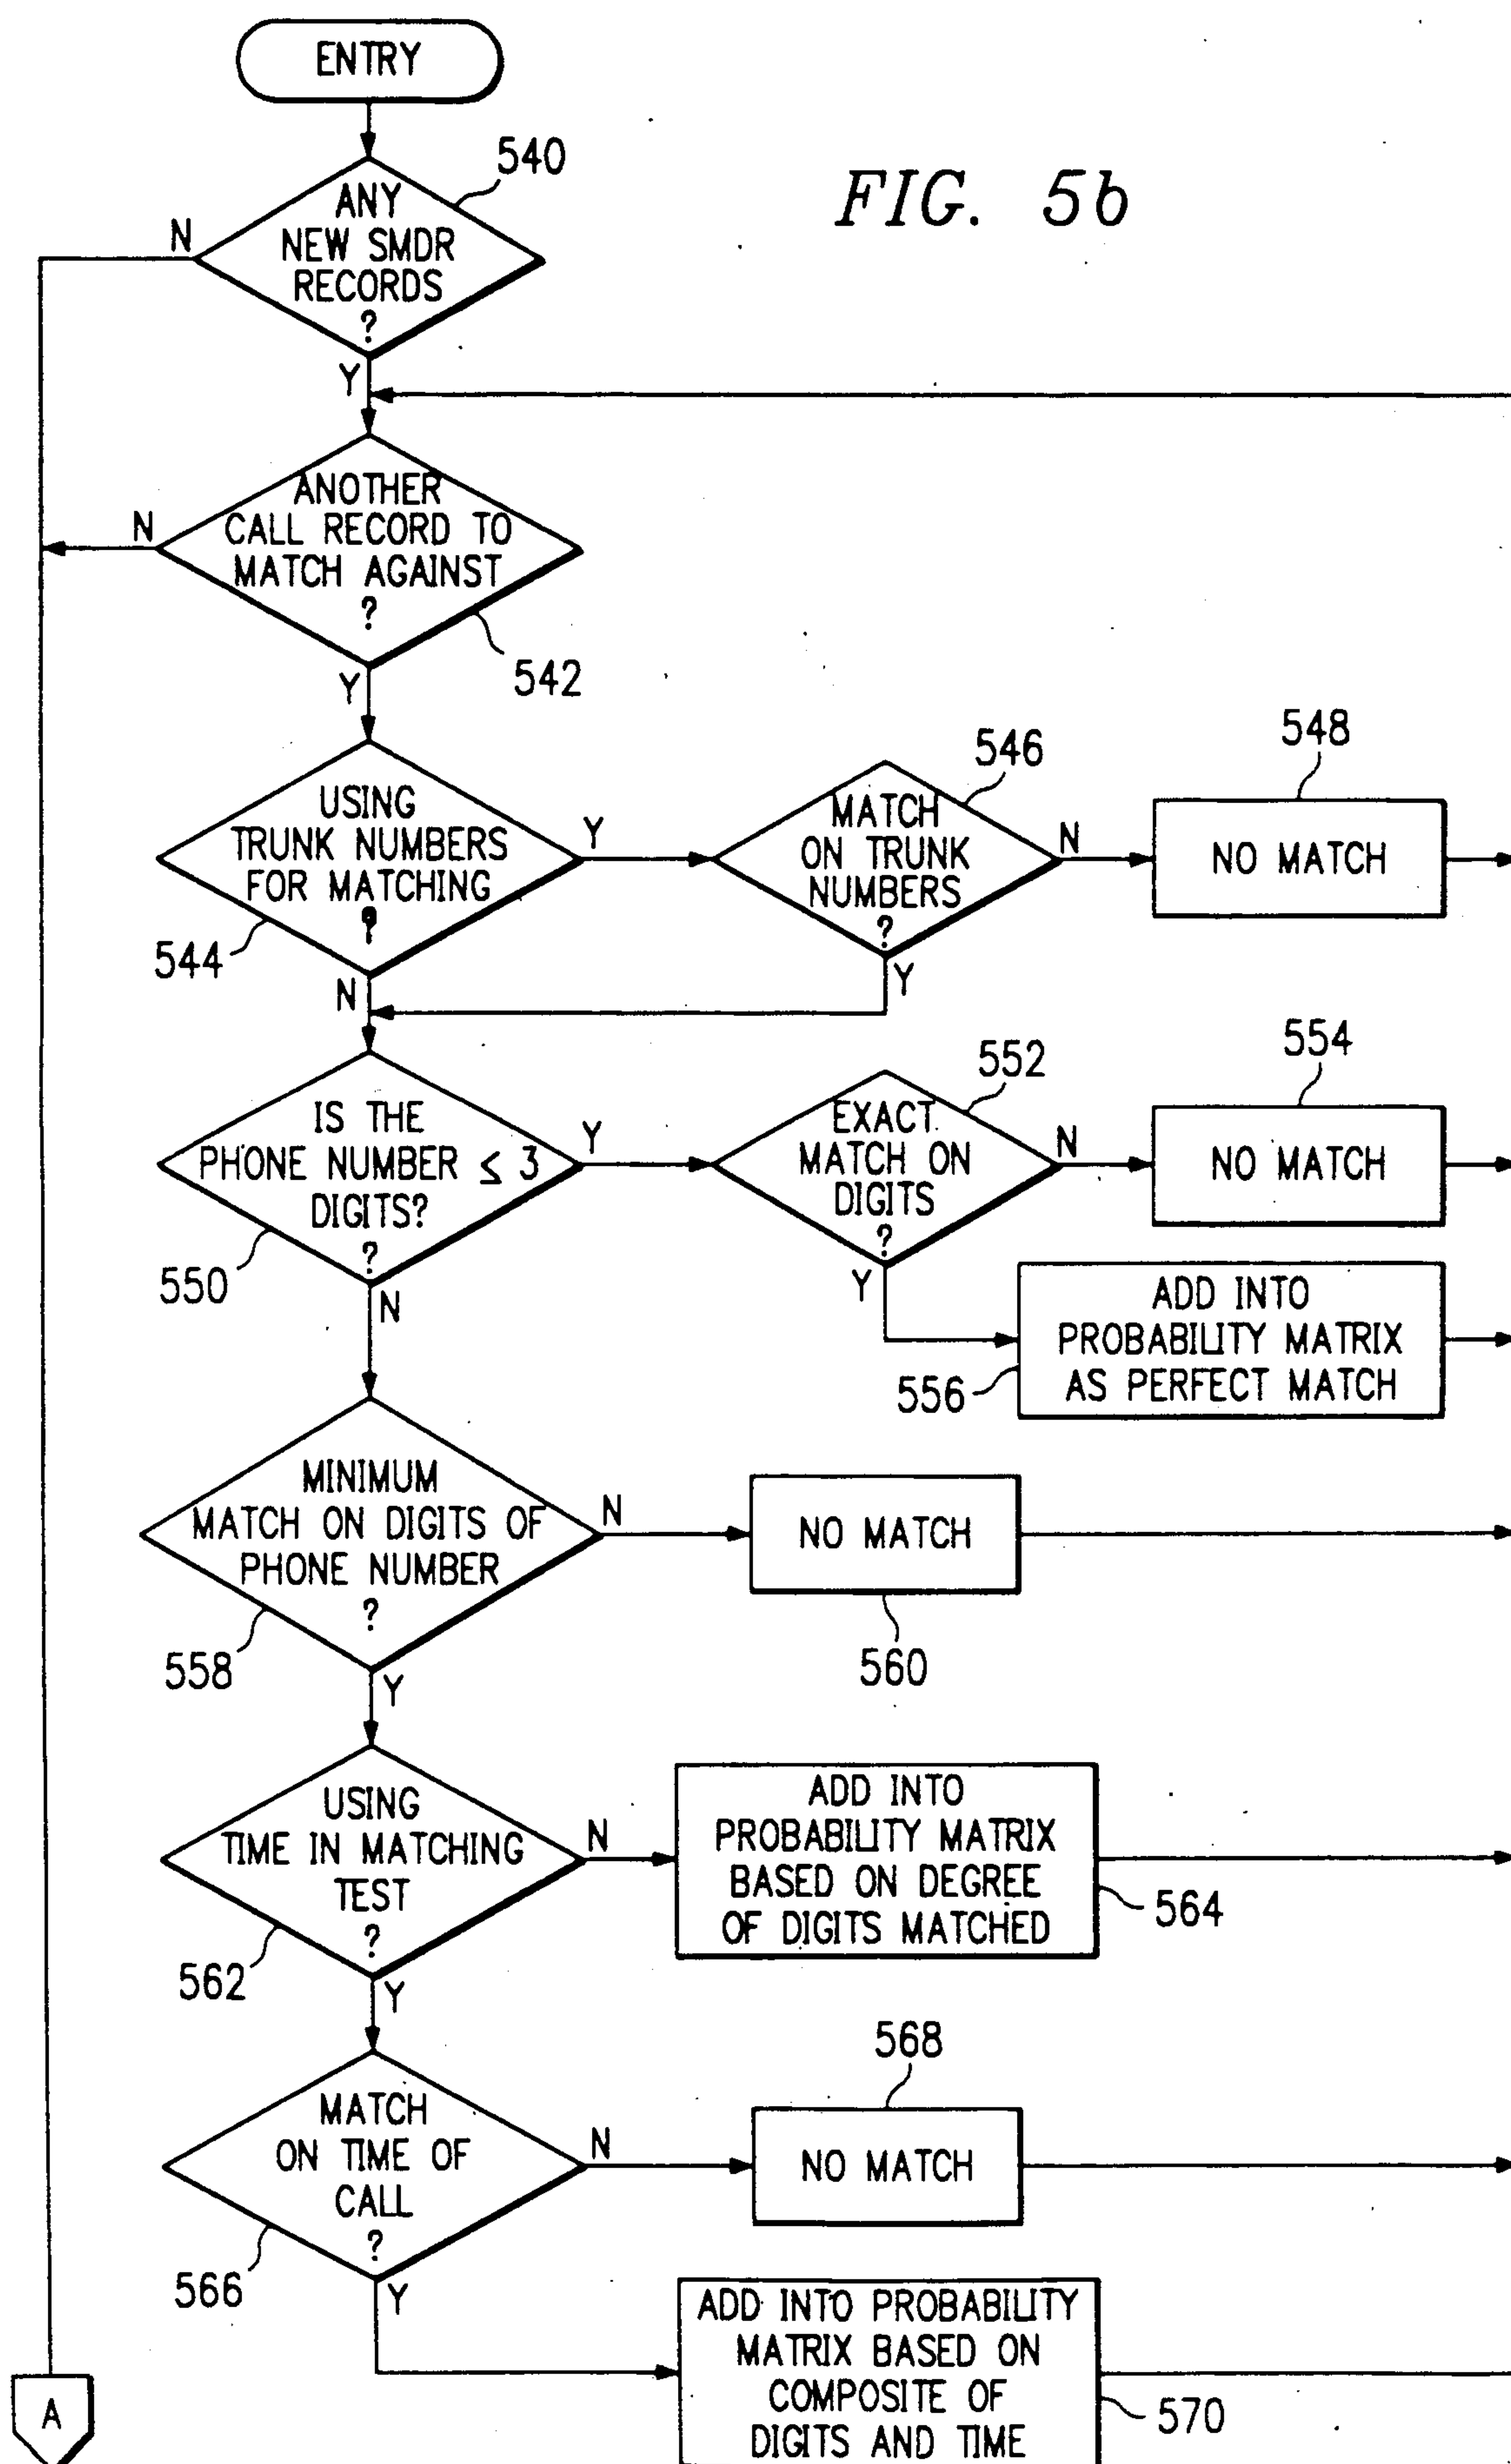 ENTRY
540
FIG. 5b
ANY
NEW SMDR
RECORDS
?
N
Y
ANOTHER
CALL RECORD TO
MATCH AGAINST
?
N
542
Y
USING
TRUNK NUMBERS
FOR MATCHING
?
544
Y
N
546
MATCH
ON TRUNK
NUMBERS
?
N
Y
548
NO MATCH
IS THE
PHONE NUMBER ≤ 3
DIGITS?
?
550
Y
N
552
EXACT
MATCH ON
DIGITS
?
N
Y
554
NO MATCH
ADD INTO
PROBABILITY MATRIX
AS PERFECT MATCH
556
MINIMUM
MATCH ON DIGITS OF
PHONE NUMBER
?
558
N
Y
NO MATCH
560
USING
TIME IN MATCHING
TEST
?
562
N
Y
ADD INTO
PROBABILITY MATRIX
BASED ON DEGREE
OF DIGITS MATCHED
564
MATCH
ON TIME OF
CALL
?
566
N
Y
568
NO MATCH
ADD INTO PROBABILITY
MATRIX BASED ON
COMPOSITE OF
DIGITS AND TIME
570
A